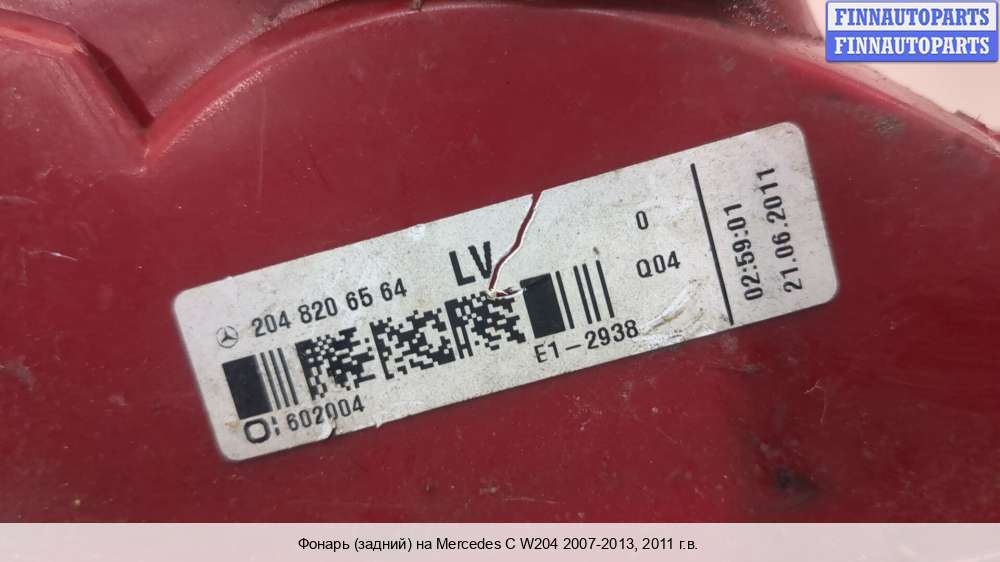 FINNAUTOPARTS
FINNAUTOPARTS
204 820 65 64
LV
0
Q04
E1-2938
602004
02:59:01
21.06.2011
Фонарь (задний) на Mercedes C W204 2007-2013, 2011 г.в.